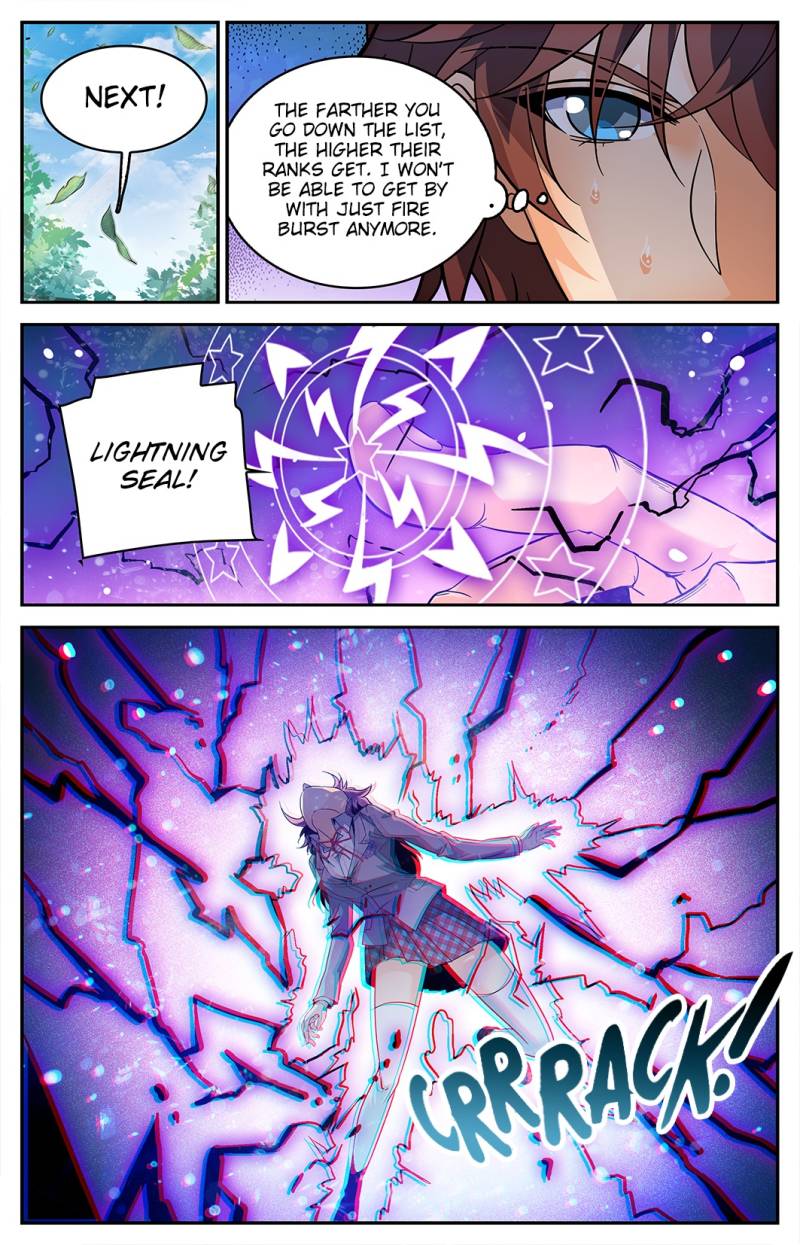 NEXT!
THE FARTHER YOU
GO DOWN THE LIST,
THE HIGHER THEIR
RANKS GET. I WON'T
BE ABLE TO GET BY
WITH JUST FIRE
BURST ANYMORE.
LIGHTNING
SEAL!
CRRRACK!